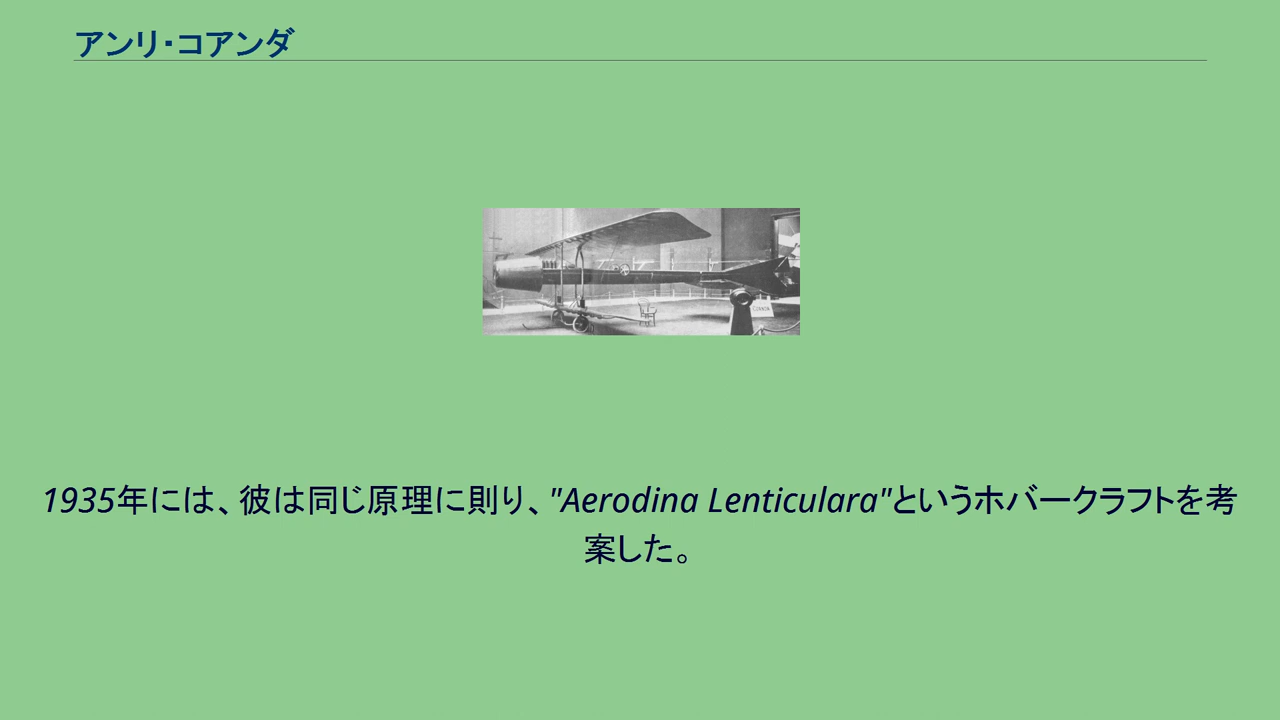 アンリ・コアンダ
1935年には、彼は同じ原理に則り、"Aerodina Lenticulara"というホバークラフトを考
案した。